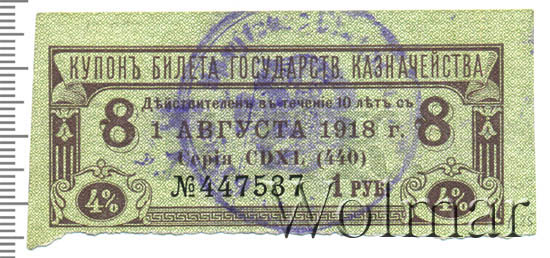 КУПОНЪ БИЛЕТА ГОСУДАРСТВ. КАЗНАЧЕЙСТВА
Дѣйствителенъ въ теченіе 10 лѣтъ съ
8 1 АВГУСТА 1918 г. 8
Серія CDXL (440)
№447537 1 РУБ
4% 4%
Wolmar